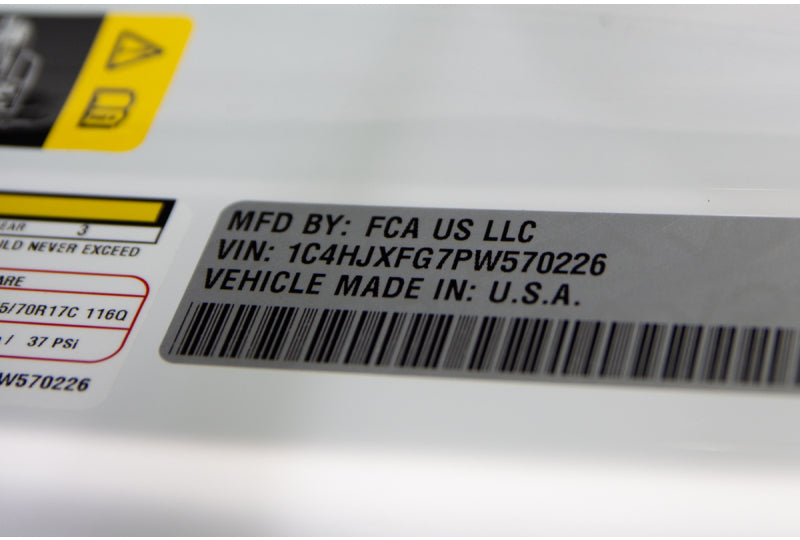 EAR 3
ILD NEVER EXCEED
ARE
5/70R17C 116Q
/ 37 PSi
W570226
MFD BY: FCA US LLC
VIN: 1C4HJXFG7PW570226
VEHICLE MADE IN: U.S.A.